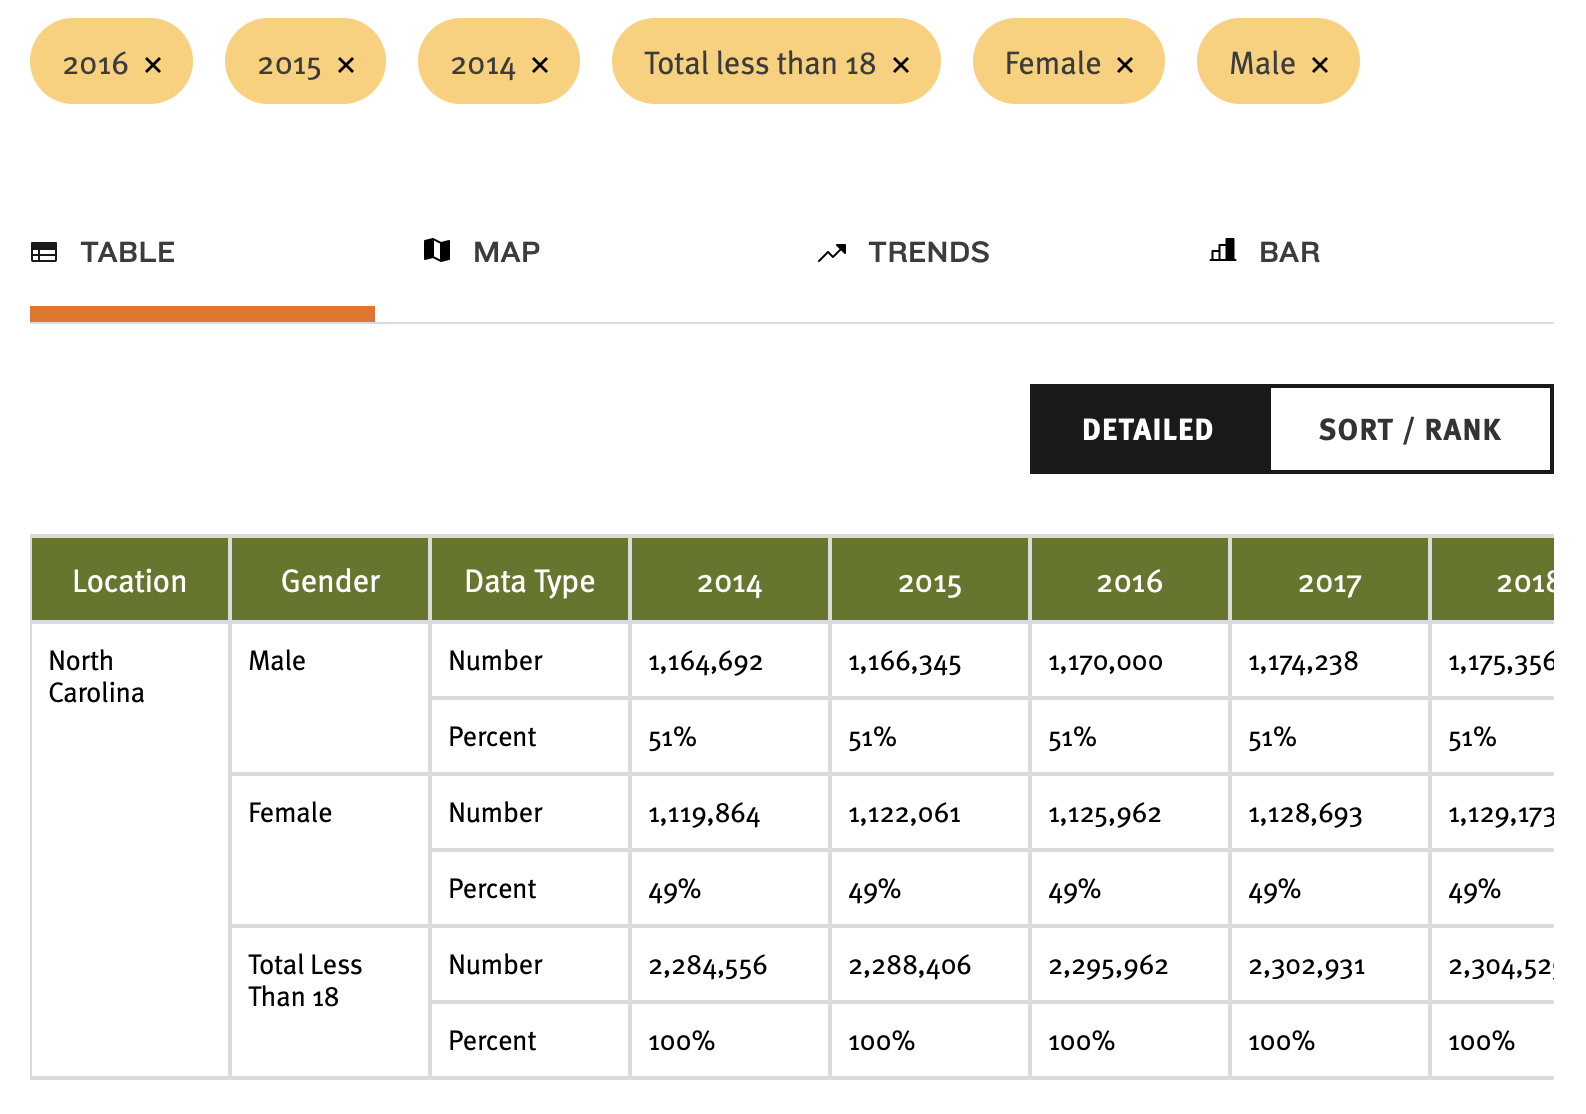 2016 × 2015 × 2014 × Total less than 18 × Female × Male ×
TABLE MAP TRENDS BAR
DETAILED SORT / RANK
Location Gender Data Type 2014 2015 2016 2017 2018
North Carolina Male Number 1,164,692 1,166,345 1,170,000 1,174,238 1,175,356
Percent 51% 51% 51% 51% 51%
Female Number 1,119,864 1,122,061 1,125,962 1,128,693 1,129,173
Percent 49% 49% 49% 49% 49%
Total Less Than 18 Number 2,284,556 2,288,406 2,295,962 2,302,931
Percent 100% 100% 100% 100% 100%